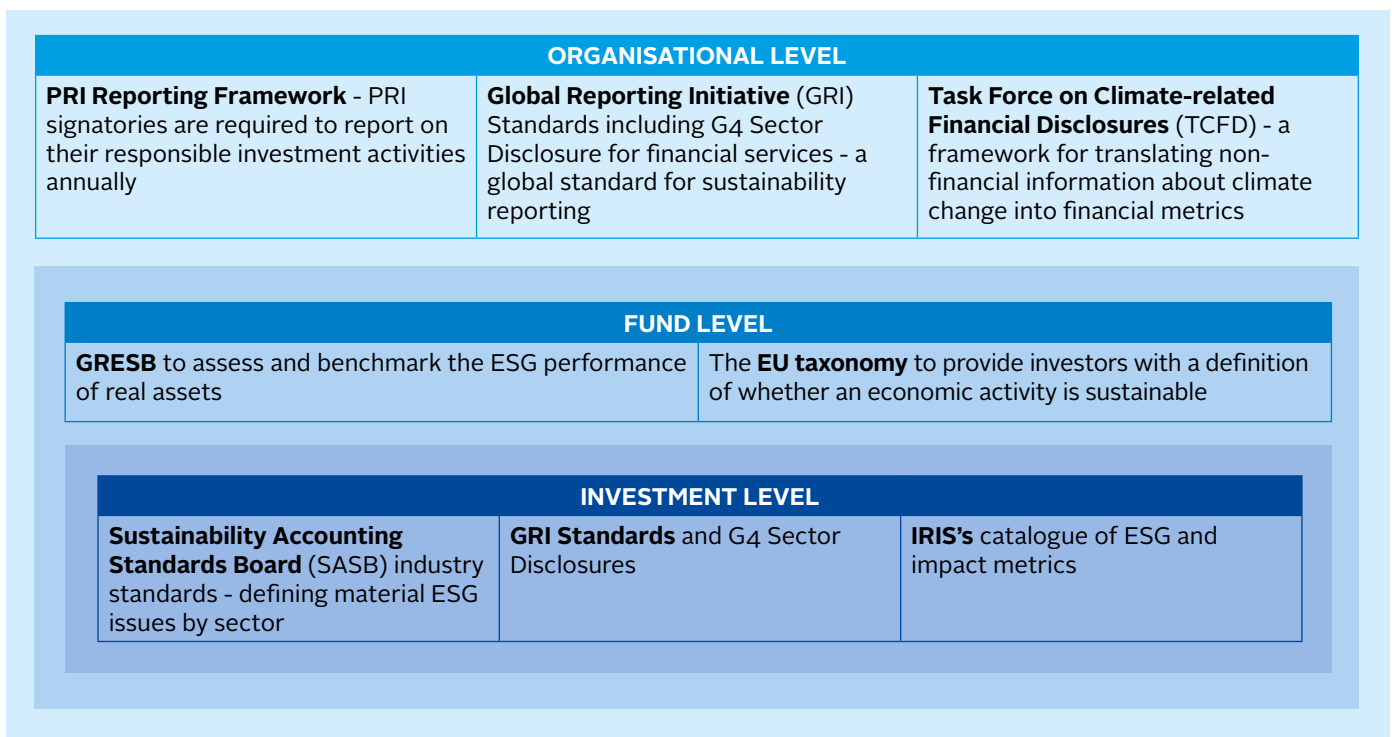 ORGANISATIONAL LEVEL
PRI Reporting Framework - PRI
signatories are required to report on
their responsible investment activities
annually
Global Reporting Initiative (GRI)
Standards including G4 Sector
Disclosure for financial services - a
global standard for sustainability
reporting
Task Force on Climate-related
Financial Disclosures (TCFD) - a
framework for translating non-
financial information about climate
change into financial metrics
FUND LEVEL
GRESB to assess and benchmark the ESG performance
of real assets
The EU taxonomy to provide investors with a definition
of whether an economic activity is sustainable
INVESTMENT LEVEL
Sustainability Accounting
Standards Board (SASB) industry
standards - defining material ESG
issues by sector
GRI Standards and G4 Sector
Disclosures
IRIS's catalogue of ESG and
impact metrics